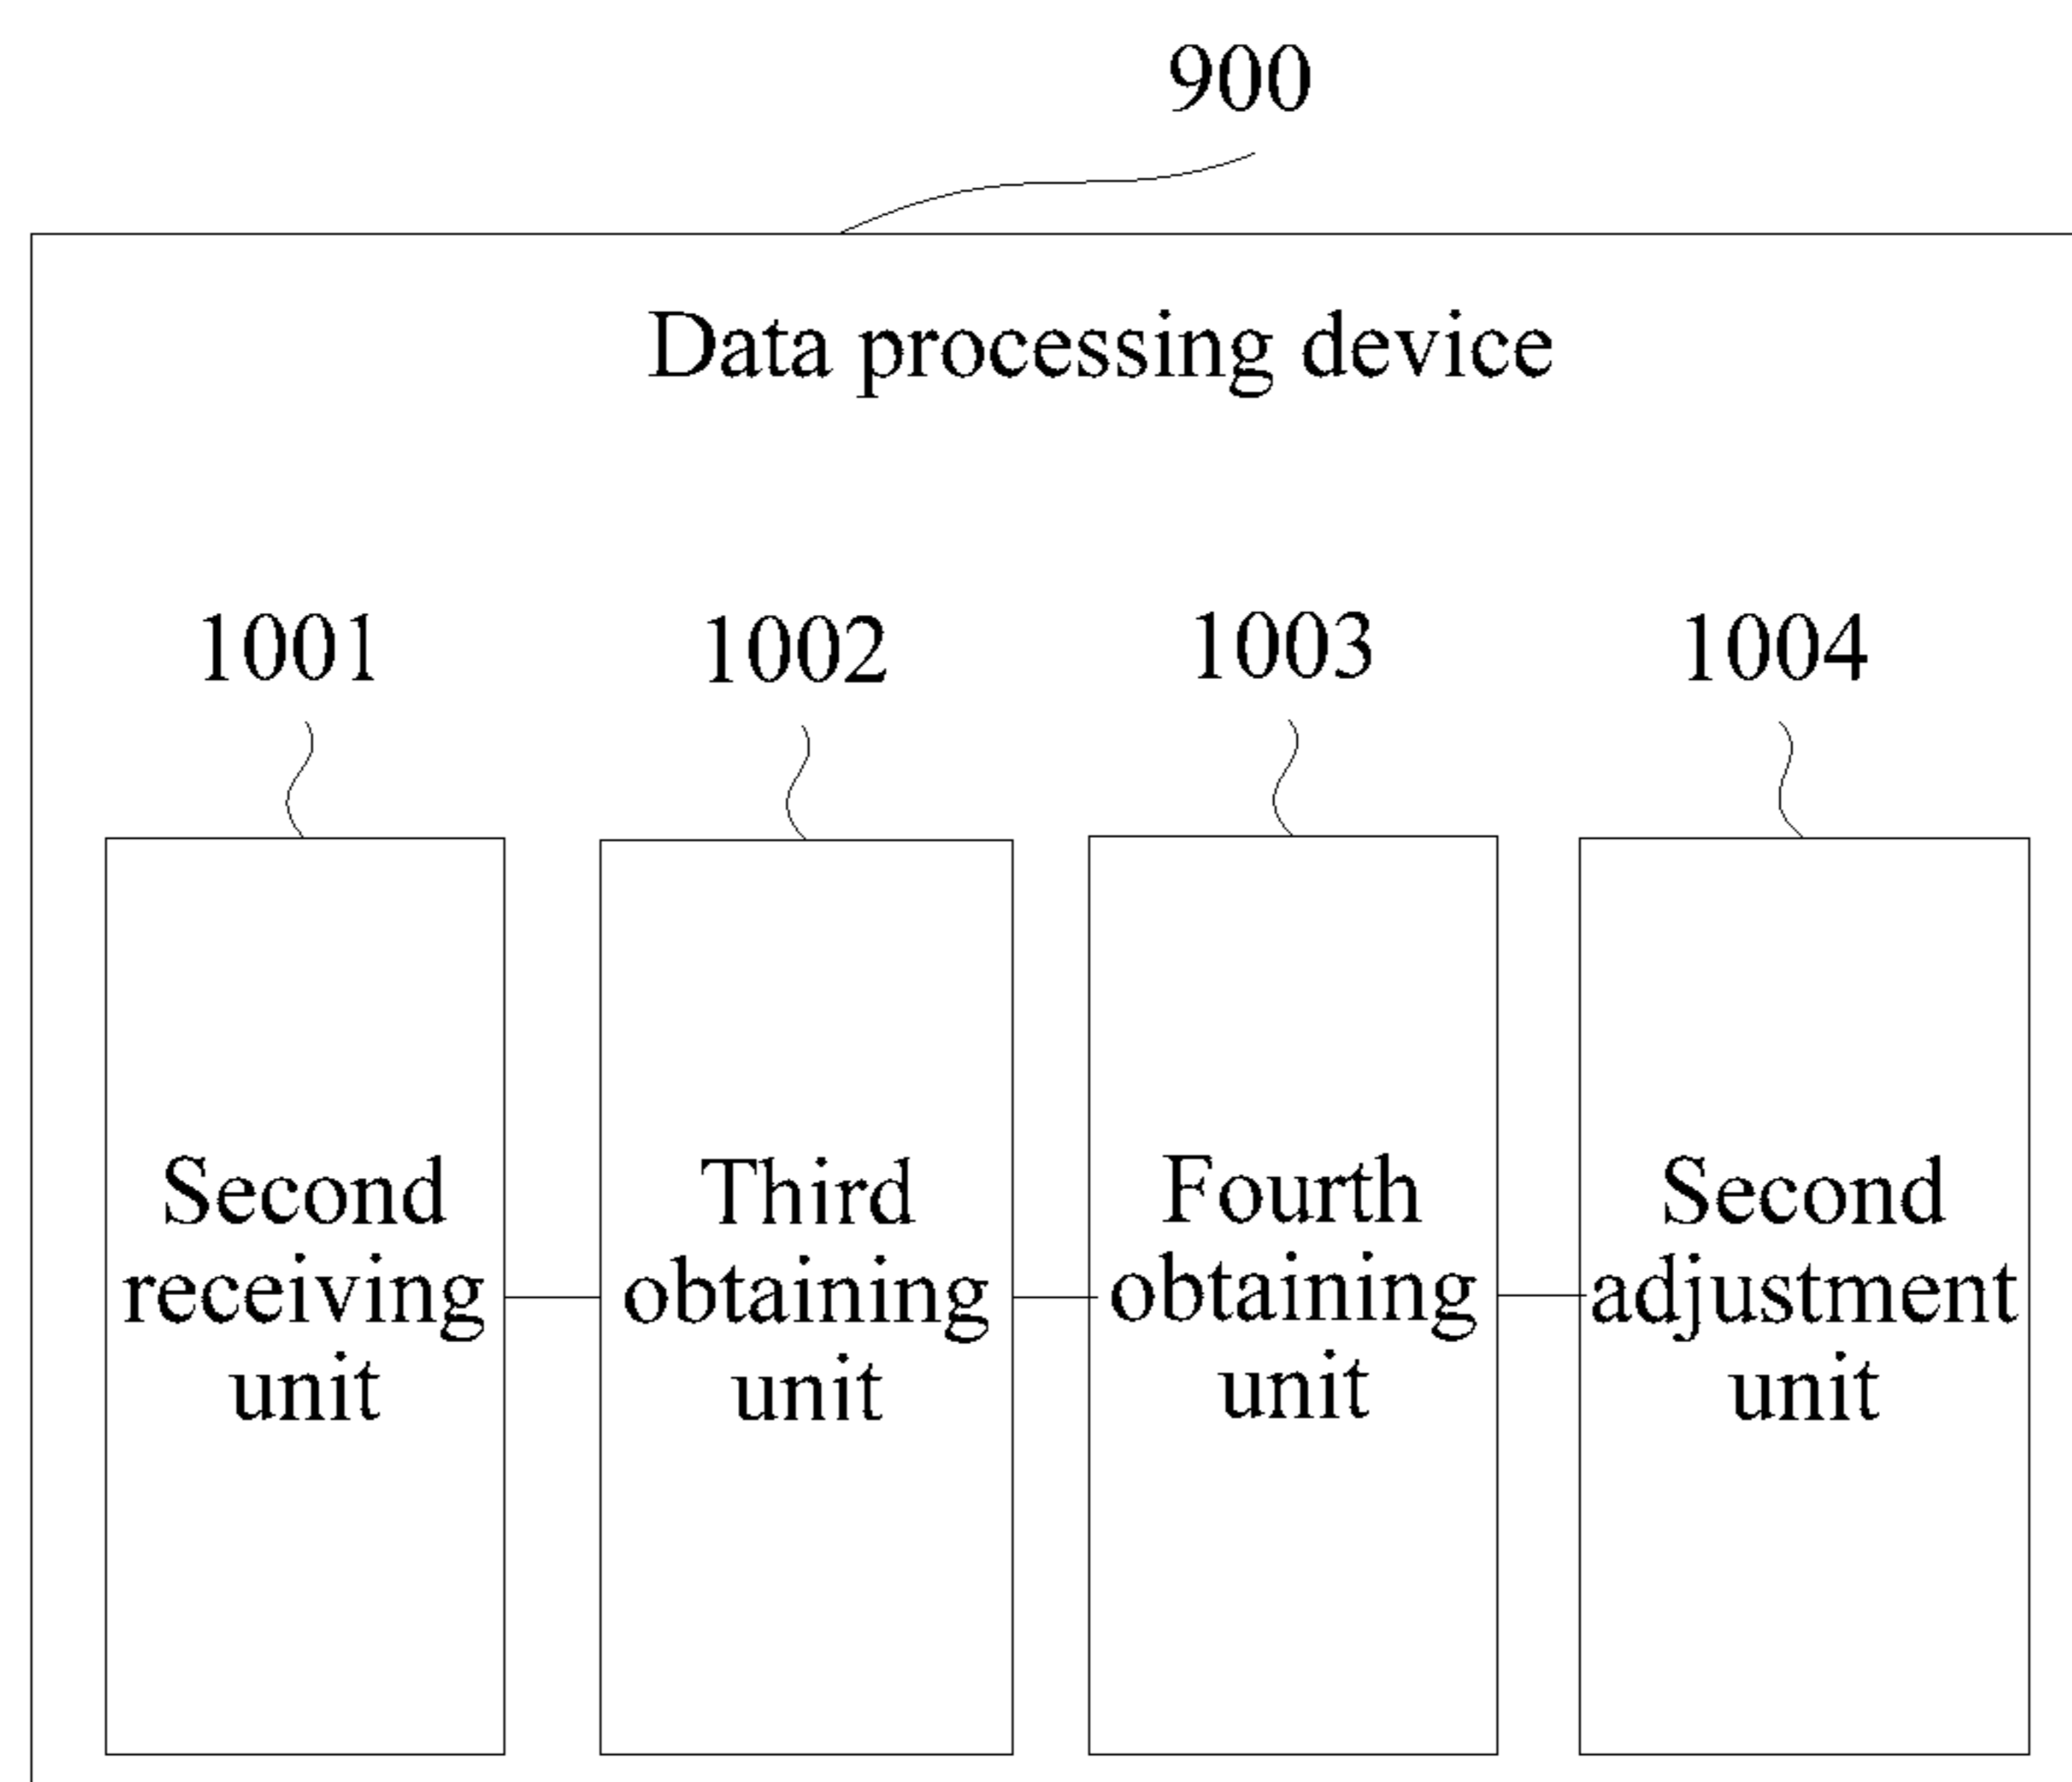 900
Data processing device
1001
1002
1003
1004
Second
receiving
unit
Third
obtaining
unit
Fourth
obtaining
unit
Second
adjustment
unit